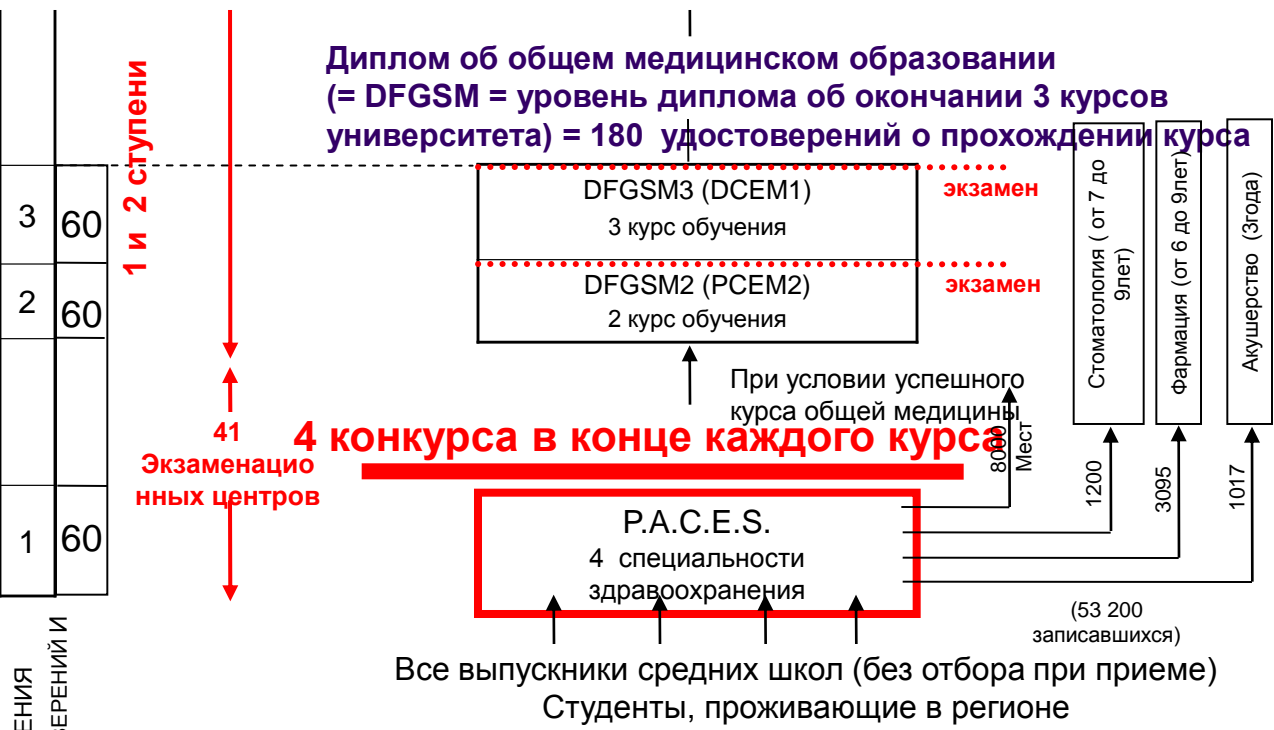 Диплом об общем медицинском образовании
(= DFGSM = уровень диплома об окончании 3 курсов
университета) = 180 удостоверений о прохождении курса
1 и 2 ступени
3
60
DFGSM3 (DCEM1)
3 курс обучения
экзамен
2
60
DFGSM2 (PCEM2)
2 курс обучения
экзамен
Стоматология ( от 7 до
9лет)
Фармация (от 6 до 9лет)
Акушерство (3года)
При условии успешного
курса общей медицины
41
Экзаменацио
нных центров
4 конкурса в конце каждого курса
8000
Мест
1200
3095
1017
1
60
P.A.C.E.S.
4 специальности
здравоохранения
(53 200
записавшихся)
Все выпускники средних школ (без отбора при приеме)
Студенты, проживающие в регионе
ЕНИЯ
ВЕРЕНИЙ И